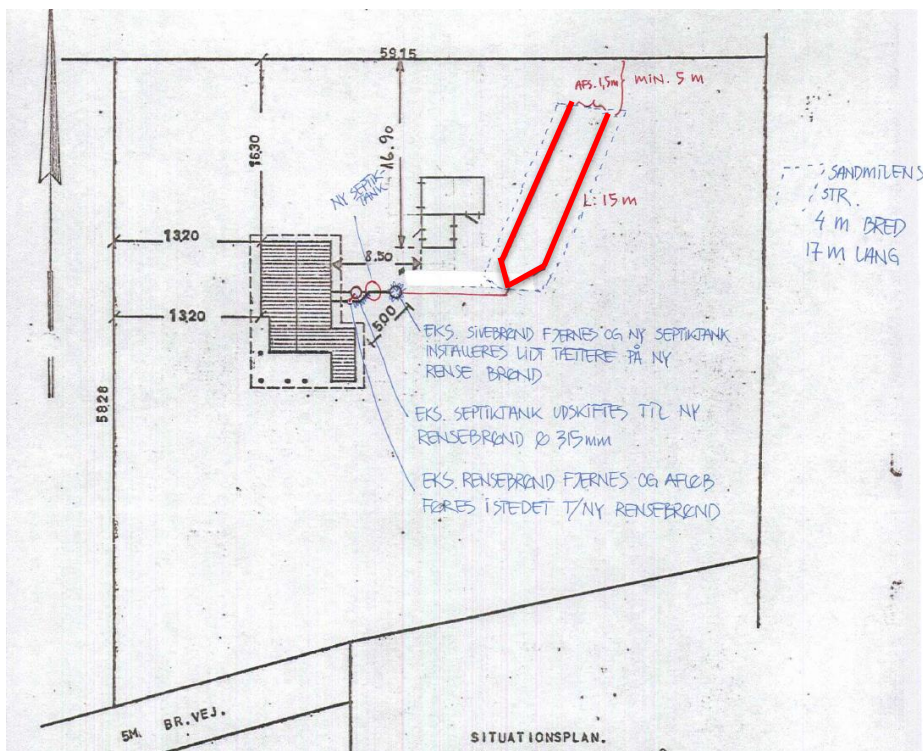 59.15
AFS. 1,5m
MIN. 5 m
16.30
16.90
NY SEPTIK-
TANK.
L: 15 m
SANDMILENS
STR.
4 m BRED
17 m LANG
13.20
8.50
13.20
5.00
EKS. SIVEBRØND FJERNES OG NY SEPTIKTANK
INSTALLERES LIDT TÆTTERE PÅ NY
RENSE BRØND
58.28
EKS. SEPTIKTANK UDSKIFTES TIL NY
RENSEBRØND Ø 315mm
EKS. RENSEBRØND FJERNES OG AFLØB
FØRES ISTEDET T/NY RENSEBRØND
5M. BR. VEJ.
SITUATIONSPLAN.